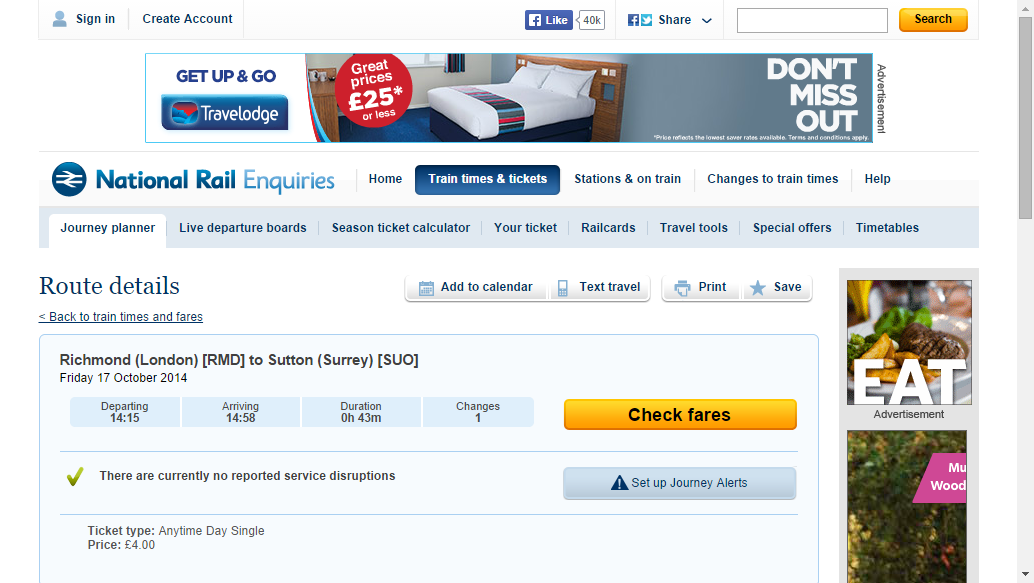 Sign in
Create Account
Like
40k
Share
Search
GET UP & GO
Travelodge
Great
prices
£25*
or less
DON'T
MISS
OUT
*Price reflects the lowest saver rates available. Terms and conditions apply.
Advertisement
National Rail Enquiries
Home
Train times & tickets
Stations & on train
Changes to train times
Help
Journey planner
Live departure boards
Season ticket calculator
Your ticket
Railcards
Travel tools
Special offers
Timetables
Route details
Add to calendar
Text travel
Print
Save
< Back to train times and fares
Richmond (London) [RMD] to Sutton (Surrey) [SUO]
Friday 17 October 2014
Departing
14:15
Arriving
14:58
Duration
0h 43m
Changes
1
Check fares
There are currently no reported service disruptions
Set up Journey Alerts
Ticket type: Anytime Day Single
Price: £4.00
EAT
Advertisement
Mu
Wood